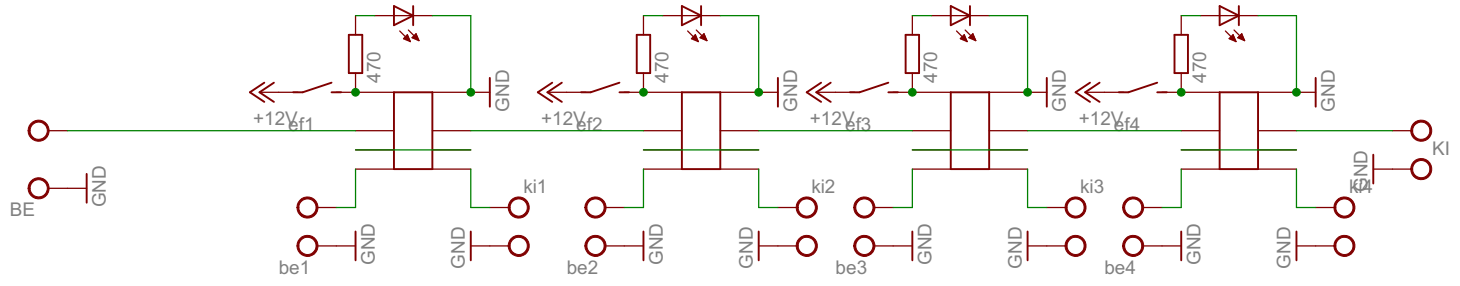 470
GND
+12V
ef1
470
GND
+12V
ef2
470
GND
+12V
ef3
470
GND
+12V
ef4
BE
GND
KI
GND
be1
GND
GND
ki1
be2
GND
GND
ki2
be3
GND
GND
ki3
be4
GND
GND
ki4